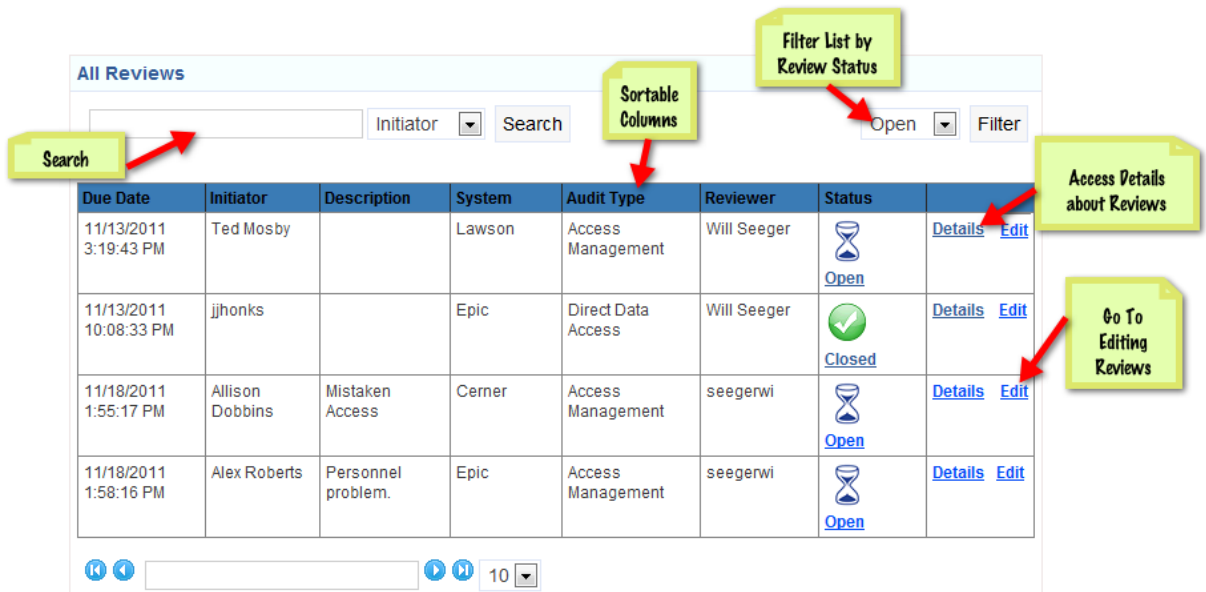 Filter List by
Review Status
All Reviews
Sortable
Columns
Initiator Search
Open Filter
Search
Access Details
about Reviews
Due Date Initiator Description System Audit Type Reviewer Status
11/13/2011 Ted Mosby Lawson Access Will Seeger Details Edit
3:19:43 PM Management
Open
11/13/2011 jjhonks Epic Direct Data Will Seeger Details Edit
10:08:33 PM Access
Closed
Go To
Editing
Reviews
11/18/2011 Allison Mistaken Cerner Access seegerwi Details Edit
1:55:17 PM Dobbins Access Management
Open
11/18/2011 Alex Roberts Personnel Epic Access seegerwi Details Edit
1:58:16 PM problem. Management
Open
10